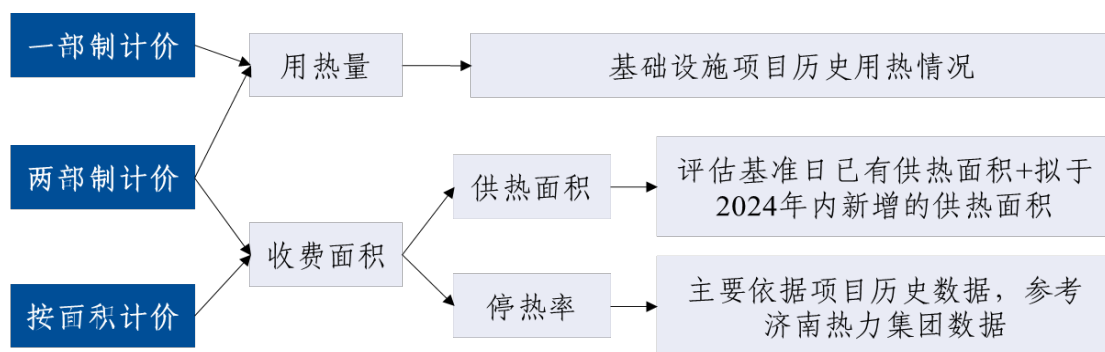 一部制计价
用热量
基础设施项目历史用热情况
两部制计价
供热面积
评估基准日已有供热面积+拟于
2024年内新增的供热面积
收费面积
按面积计价
停热率
主要依据项目历史数据，参考
济南热力集团数据